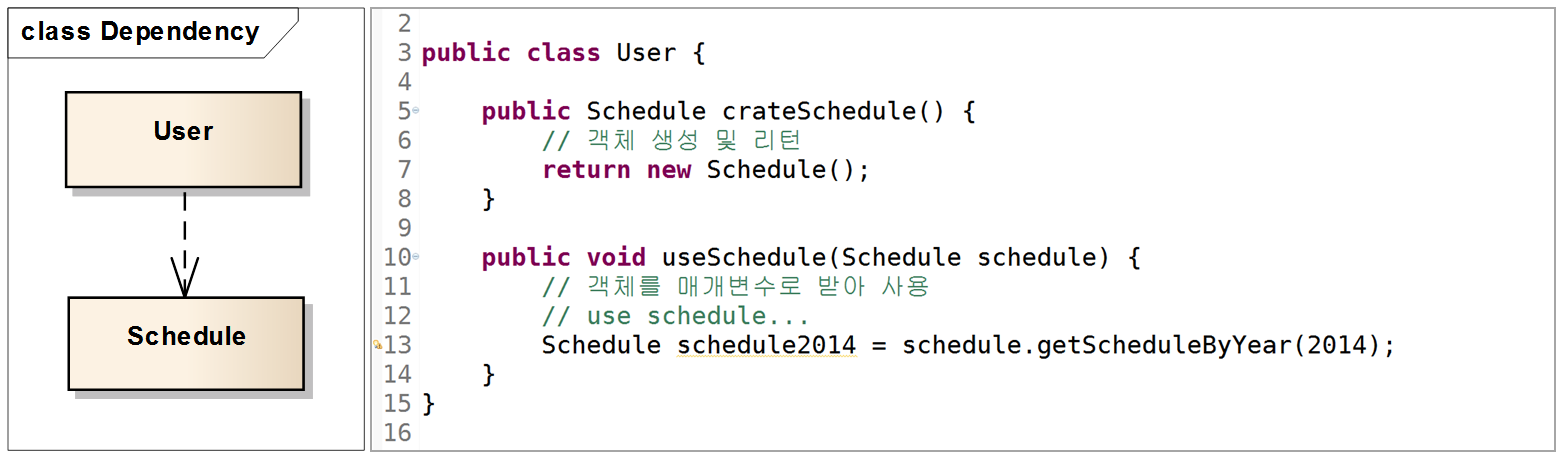 class Dependency
User
Schedule
2
3 public class User {
4
5 public Schedule crateSchedule() {
6 // 객체 생성 및 리턴
7 return new Schedule();
8 }
9
10 public void useSchedule(Schedule schedule) {
11 // 객체를 매개변수로 받아 사용
12 // use schedule...
13 Schedule schedule2014 = schedule.getScheduleByYear(2014);
14 }
15 }
16